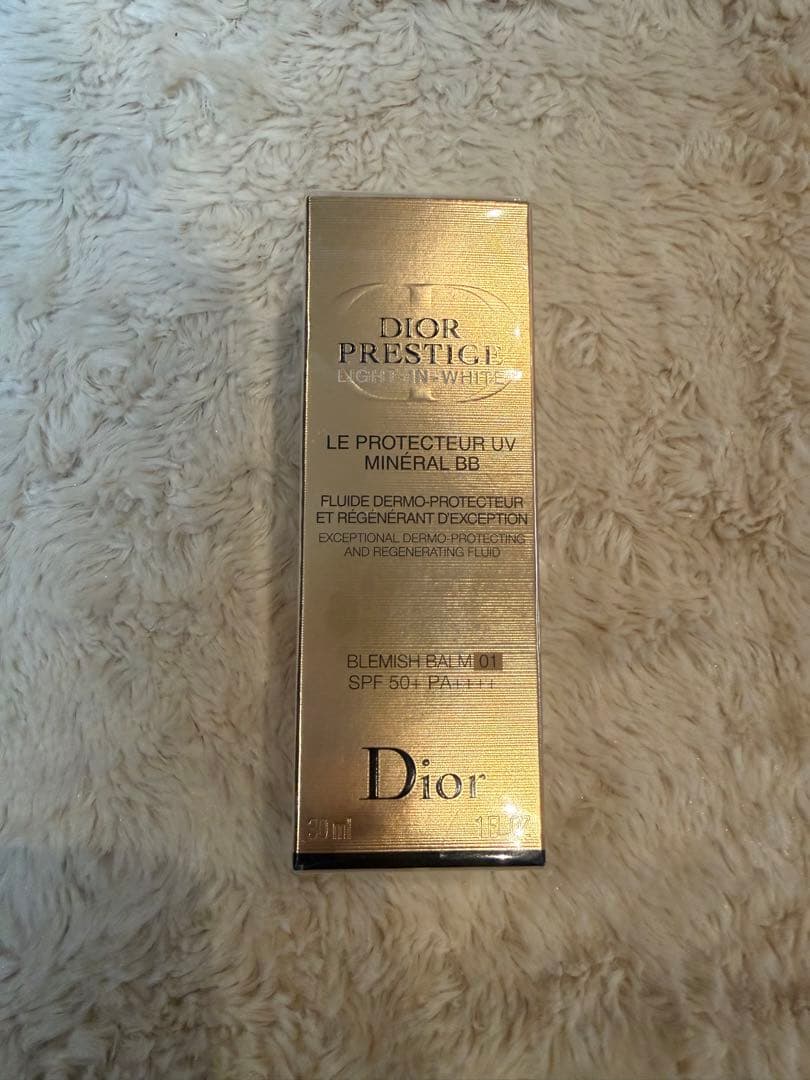 DIOR
PRESTIGE
LIGHT-IN-WHITE
LE PROTECTEUR UV
MINÉRAL BB
FLUIDE DERMO-PROTECTEUR
ET RÉGÉNÉRANT D'EXCEPTION
EXCEPTIONAL DERMO-PROTECTING
AND REGENERATING FLUID
BLEMISH BALM 01
SPF 50+ PA++++
Dior
30 ml 1 FL OZ